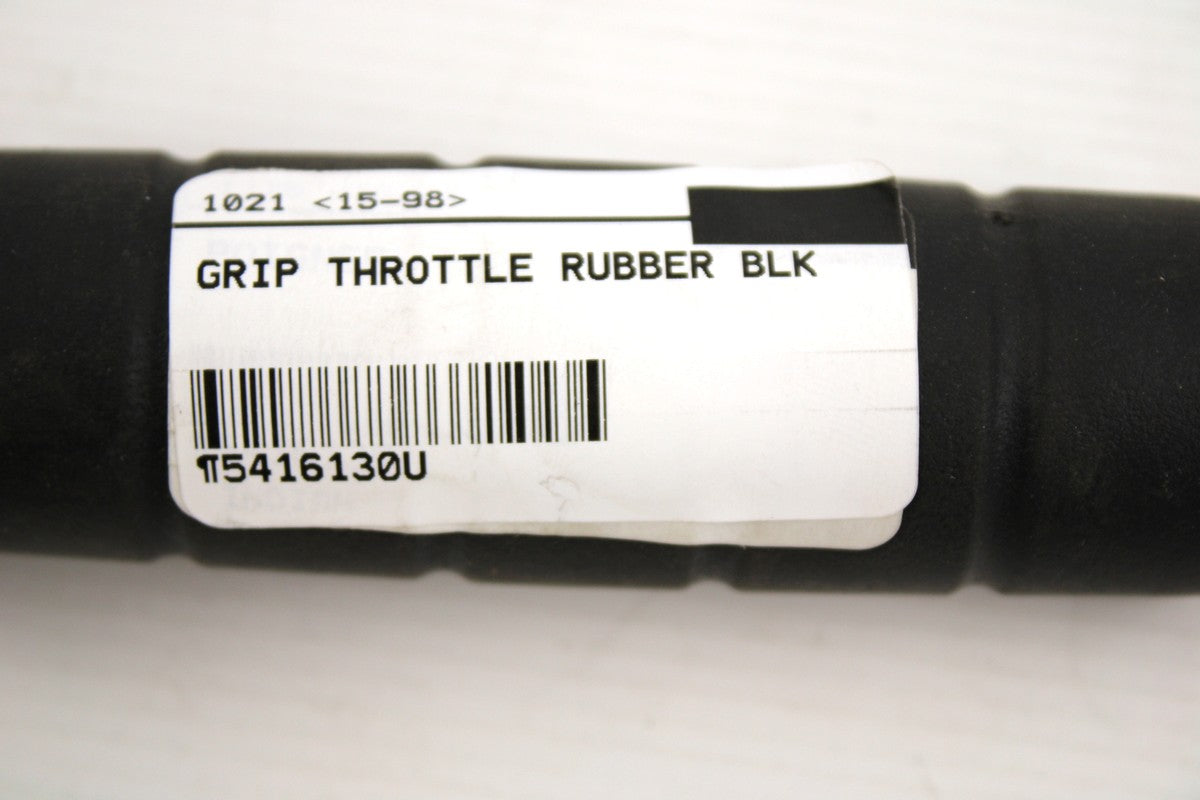 1021 <15-98>
GRIP THROTTLE RUBBER BLK
¶5416130U